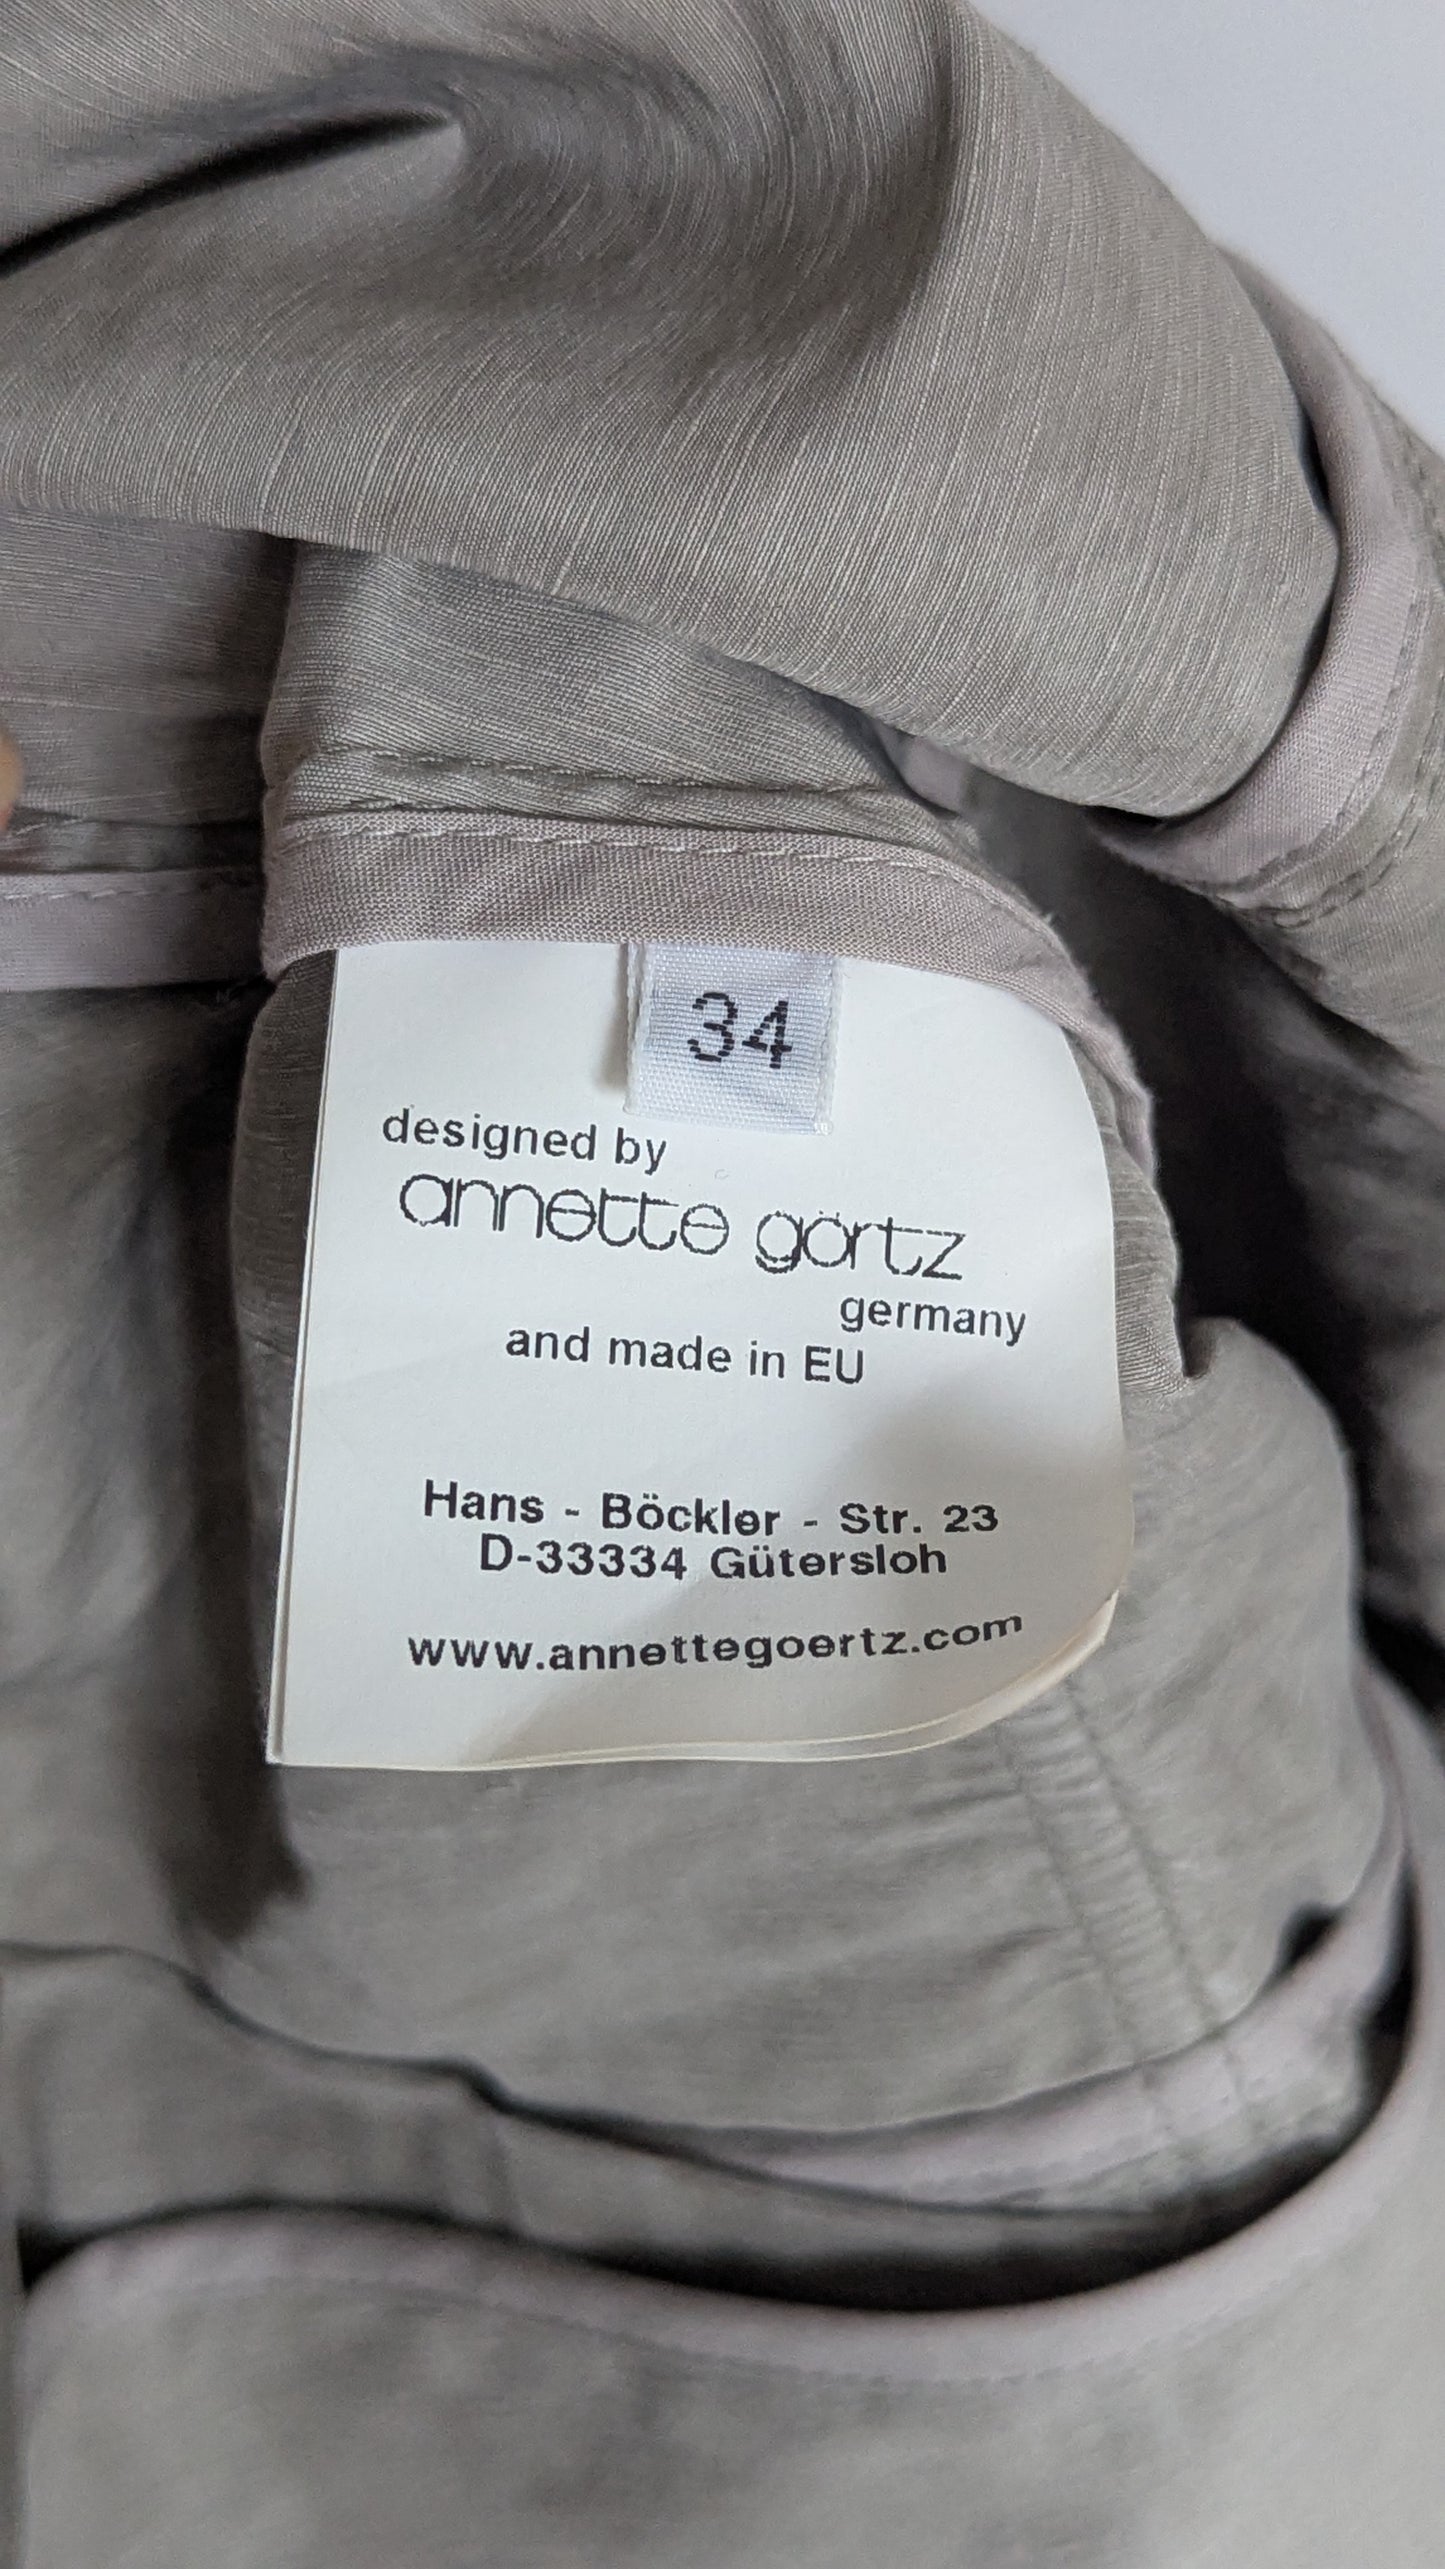 34
designed by
annette görtz
germany
and made in EU
Hans - Böckler - Str. 23
D-33334 Gütersloh
www.annettegoertz.com